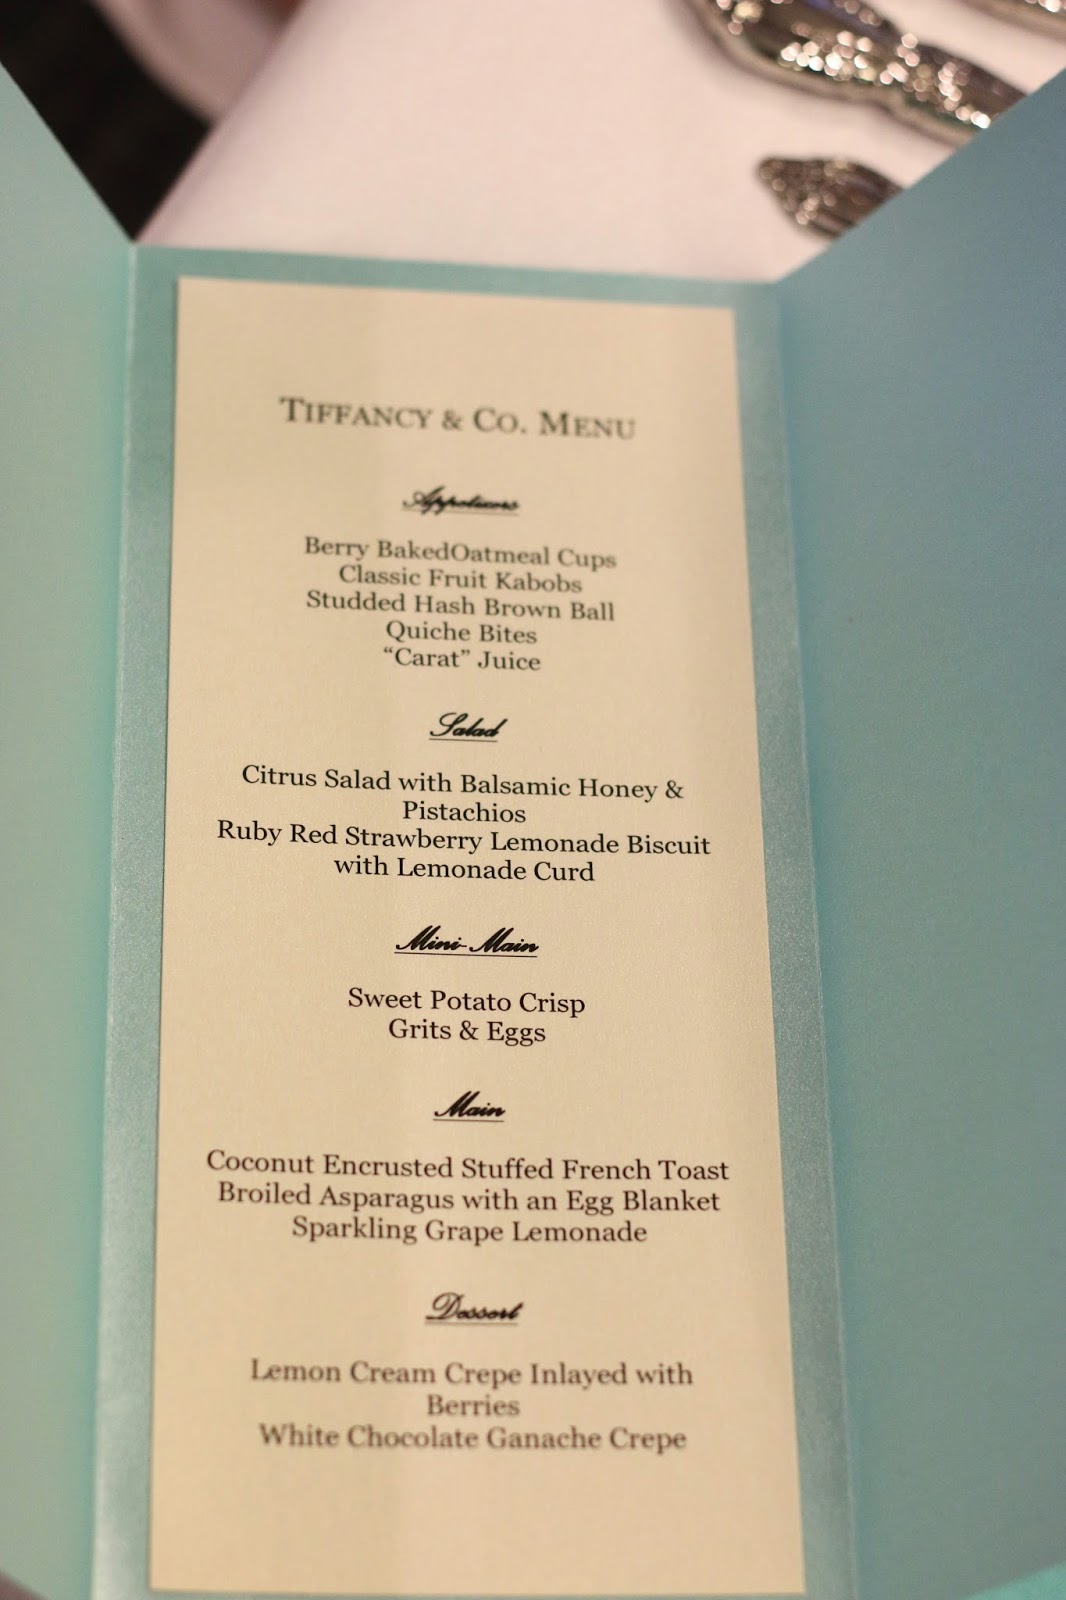 TIFFANCY & CO. MENU
Appetizers
Berry BakedOatmeal Cups
Classic Fruit Kabobs
Studded Hash Brown Ball
Quiche Bites
“Carat” Juice
Salad
Citrus Salad with Balsamic Honey &
Pistachios
Ruby Red Strawberry Lemonade Biscuit
with Lemonade Curd
Mini-Main
Sweet Potato Crisp
Grits & Eggs
Main
Coconut Encrusted Stuffed French Toast
Broiled Asparagus with an Egg Blanket
Sparkling Grape Lemonade
Dessert
Lemon Cream Crepe Inlayed with
Berries
White Chocolate Ganache Crepe